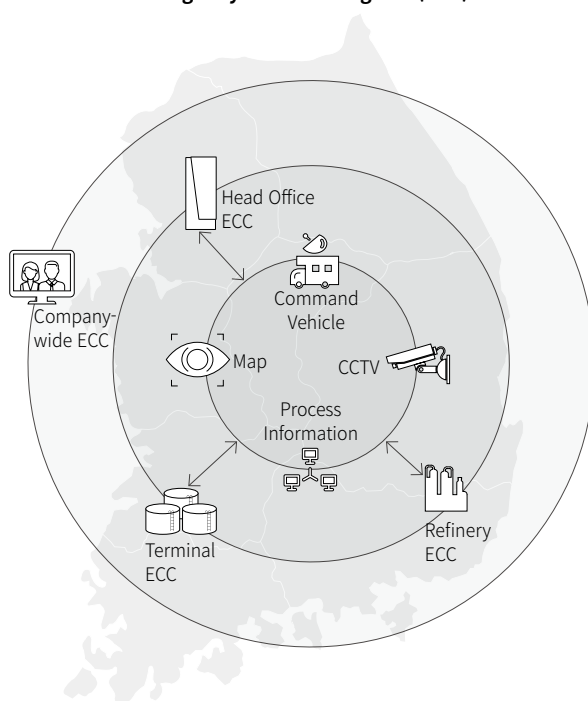 Head Office
ECC
Command
Vehicle
Company-
wide ECC
Map
CCTV
Process
Information
Terminal
ECC
Refinery
ECC